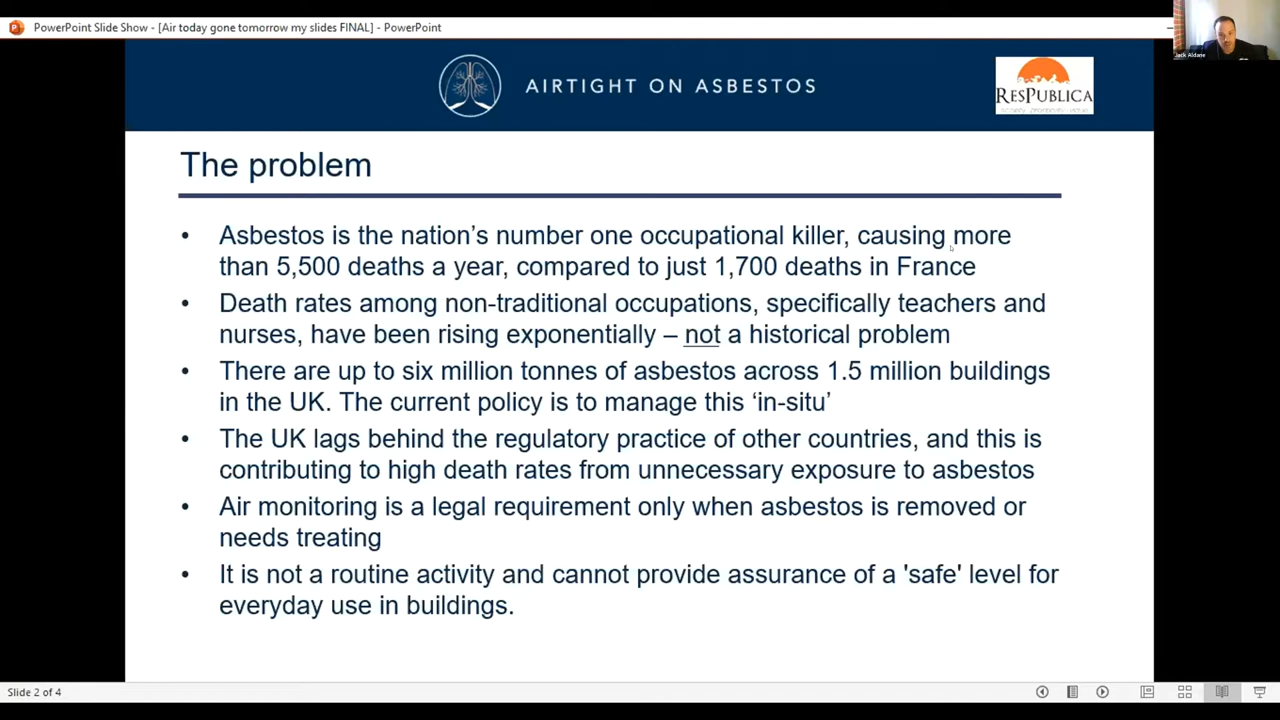 PowerPoint Slide Show - [Air today gone tomorrow my slides FINAL] - PowerPoint
Jack Aldane
AIRTIGHT ON ASBESTOS
RESPUBLICA
The problem
• Asbestos is the nation's number one occupational killer, causing more
than 5,500 deaths a year, compared to just 1,700 deaths in France
• Death rates among non-traditional occupations, specifically teachers and
nurses, have been rising exponentially – not a historical problem
• There are up to six million tonnes of asbestos across 1.5 million buildings
in the UK. The current policy is to manage this ‘in-situ’
• The UK lags behind the regulatory practice of other countries, and this is
contributing to high death rates from unnecessary exposure to asbestos
• Air monitoring is a legal requirement only when asbestos is removed or
needs treating
• It is not a routine activity and cannot provide assurance of a 'safe' level for
everyday use in buildings.
Slide 2 of 4